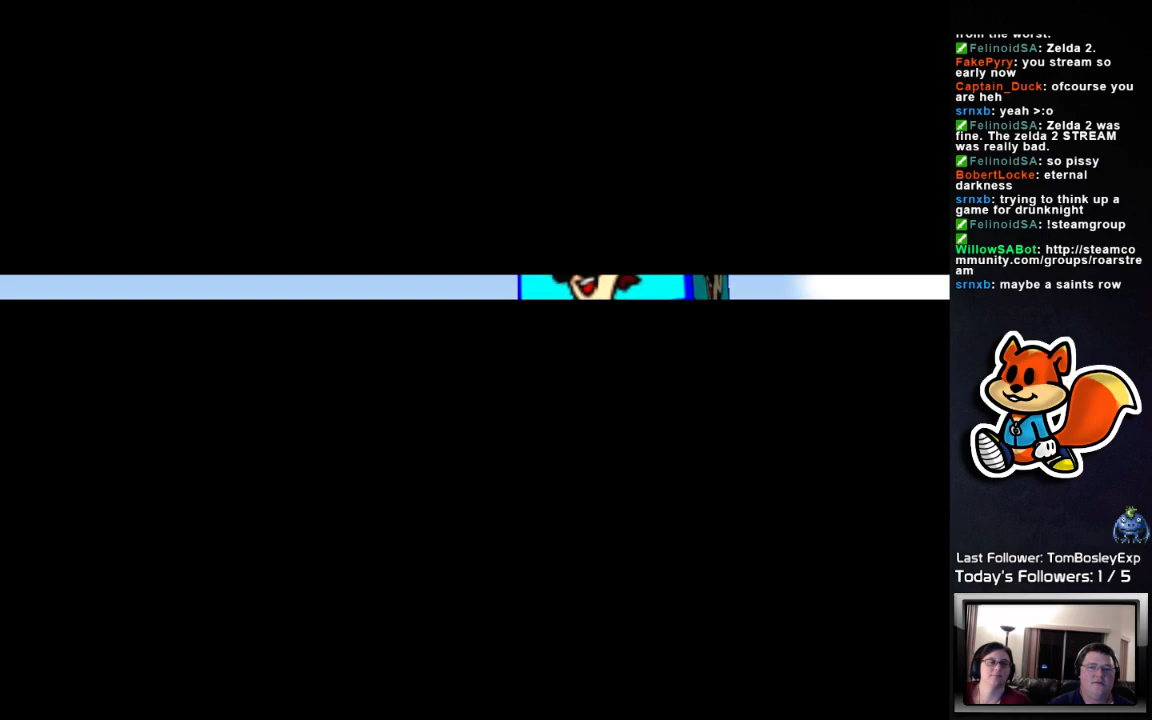 from the worst.
FelinoidSA: Zelda 2.
FakePyry: you stream so
early now
Captain_Duck: ofcourse you
are heh
srnxb: yeah >:o
FelinoidSA: Zelda 2 was
fine. The zelda 2 STREAM
was really bad.
FelinoidSA: so pissy
BobertLocke: eternal
darkness
srnxb: trying to think up a
game for drunknight
FelinoidSA: !steamgroup
WillowSABot: http://steamco
mmunity.com/groups/roarstre
am
srnxb: maybe a saints row
Last Follower: TomBosleyExp
Today's Followers: 1 / 5